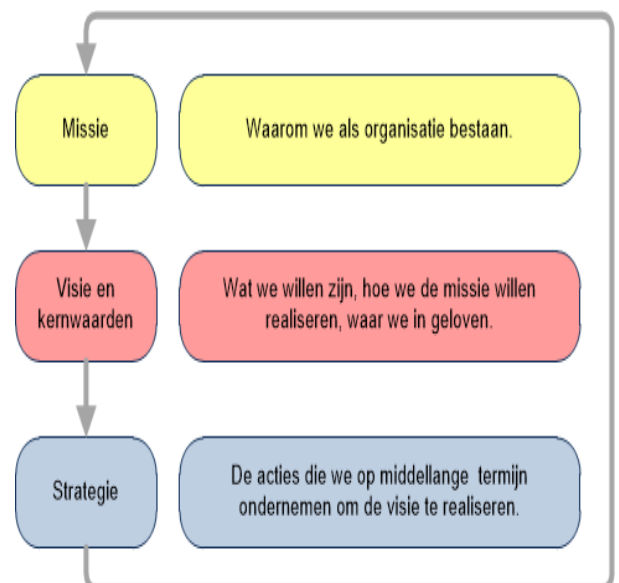 Missie
Waarom we als organisatie bestaan.
Visie en
kernwaarden
Wat we willen zijn, hoe we de missie willen
realiseren, waar we in geloven.
Strategie
De acties die we op middellange termijn
ondernemen om de visie te realiseren.